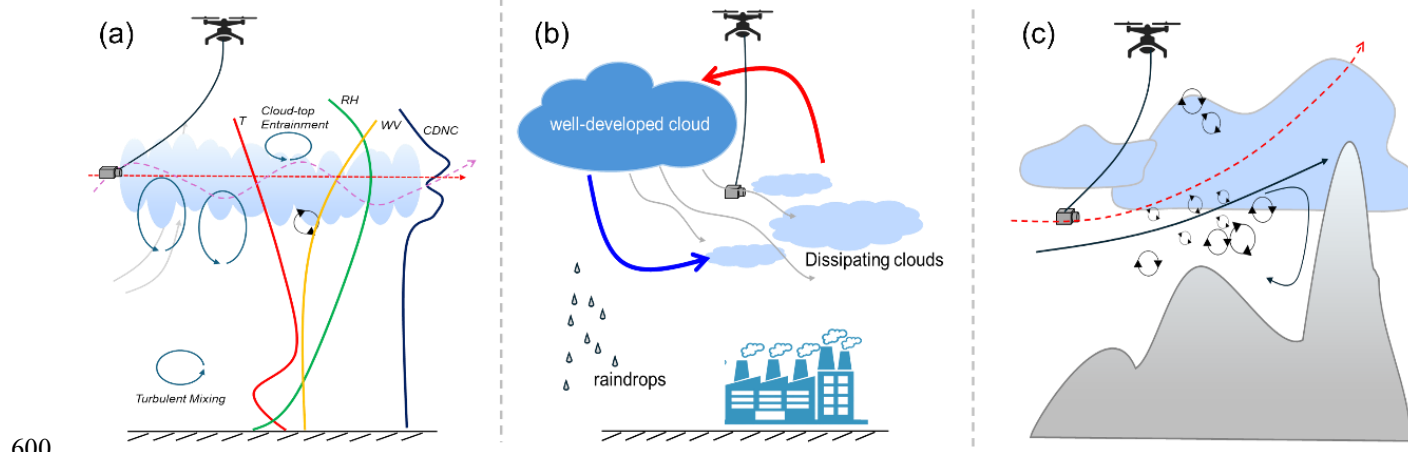 (a)
Cloud-top
Entrainment
T
RH
WV
CDNC
Turbulent Mixing
(b)
well-developed cloud
Dissipating clouds
raindrops
(c)
600